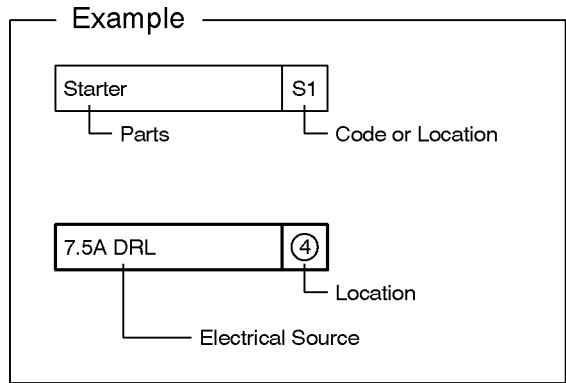 Example
Starter S1
Parts Code or Location
7.5A DRL 4
Location
Electrical Source